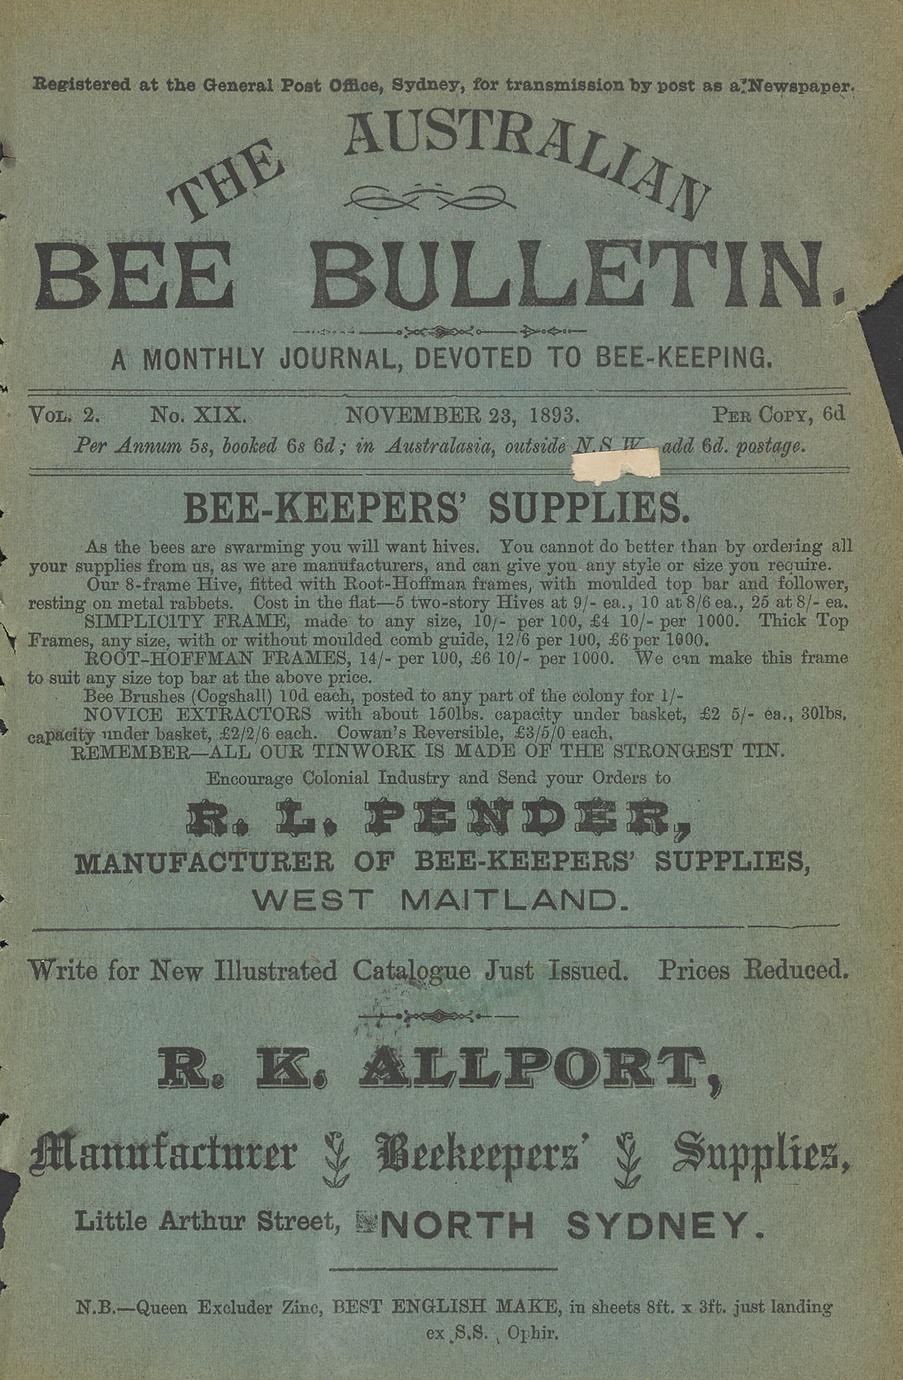 Registered at the General Post Office, Sydney, for transmission by post as a Newspaper.
THE AUSTRALIAN
BEE BULLETIN.
A MONTHLY JOURNAL, DEVOTED TO BEE-KEEPING.
VOL. 2. No. XIX. NOVEMBER 23, 1893. PER COPY, 6d
Per Annum 5s, booked 6s 6d; in Australasia, outside N.S.W. add 6d. postage.
BEE-KEEPERS' SUPPLIES.
As the bees are swarming you will want hives. You cannot do better than by ordering all
your supplies from us, as we are manufacturers, and can give you any style or size you require.
Our 8-frame Hive, fitted with Root-Hoffman frames, with moulded top bar and follower,
resting on metal rabbets. Cost in the flat—5 two-story Hives at 9/- ea., 10 at 8/6 ea., 25 at 8/- ea.
SIMPLICITY FRAME, made to any size, 10/- per 100, £4 10/- per 1000. Thick Top
Frames, any size, with or without moulded comb guide, 12/6 per 100, £6 per 1000.
ROOT-HOFFMAN FRAMES, 14/- per 100, £6 10/- per 1000. We can make this frame
to suit any size top bar at the above price.
Bee Brushes (Cogshall) 10d each, posted to any part of the colony for 1/-
NOVICE EXTRACTORS with about 150lbs. capacity under basket, £2 5/- ea., 30lbs.
capacity under basket, £2/2/6 each. Cowan's Reversible, £3/5/0 each.
REMEMBER—ALL OUR TINWORK IS MADE OF THE STRONGEST TIN.
Encourage Colonial Industry and Send your Orders to
R. L. PENDER,
MANUFACTURER OF BEE-KEEPERS' SUPPLIES,
WEST MAITLAND.
Write for New Illustrated Catalogue Just Issued. Prices Reduced.
R. K. ALLPORT,
Manufacturer Beekeepers' Supplies,
Little Arthur Street, NORTH SYDNEY.
N.B.—Queen Excluder Zinc, BEST ENGLISH MAKE, in sheets 8ft. x 3ft. just landing
ex S.S. Ophir.